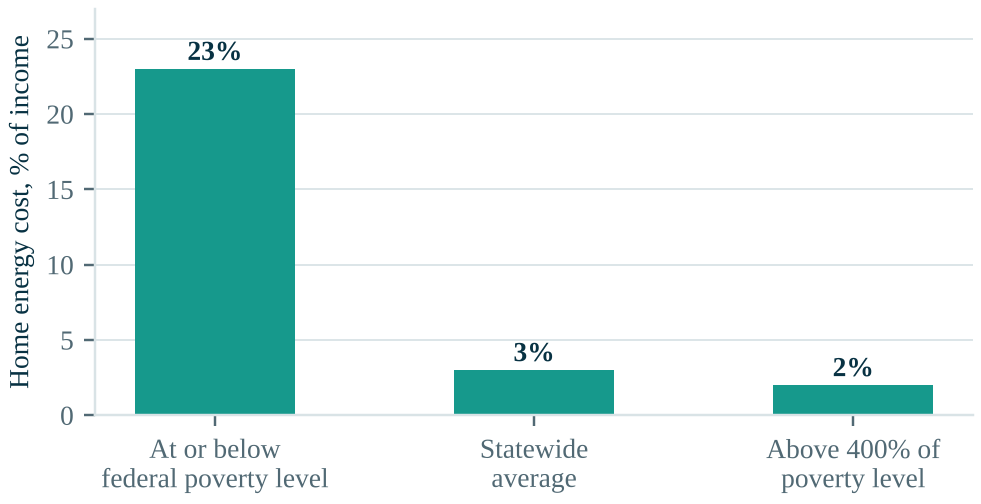 Home energy cost, % of income
25
20
15
10
5
0
23%
3%
2%
At or below
federal poverty level
Statewide
average
Above 400% of
poverty level